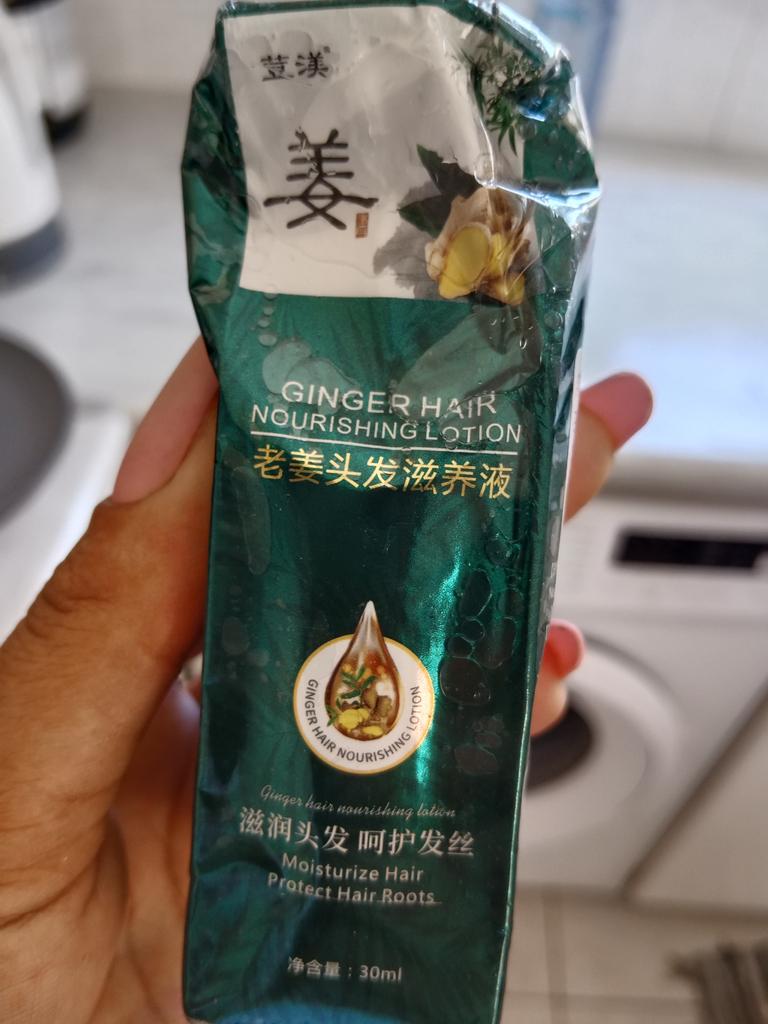 荳渼®
姜
GINGER HAIR
NOURISHING LOTION
老姜头发滋养液
GINGER HAIR NOURISHING LOTION
Ginger hair nourishing lotion
滋润头发 呵护发丝
Moisturize Hair
Protect Hair Roots
净含量：30ml